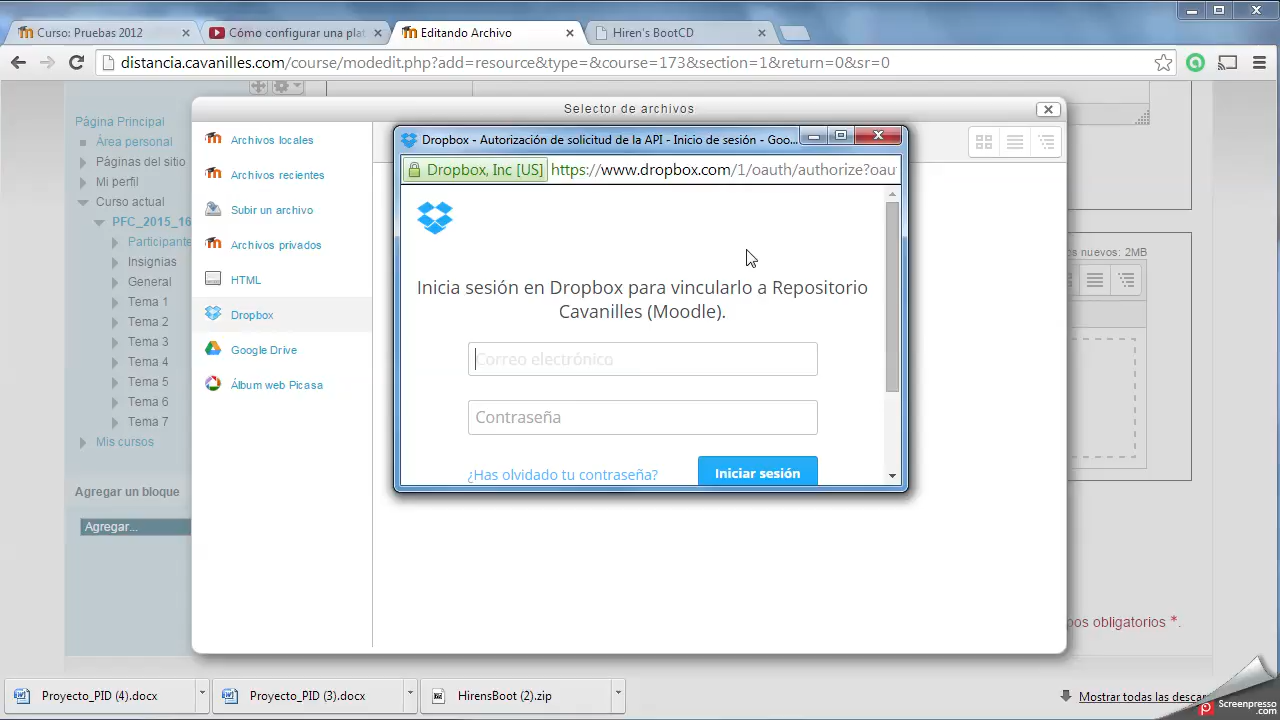 Curso: Pruebas 2012
Cómo configurar una plat
Editando Archivo
Hiren's BootCD
distancia.cavanilles.com/course/modedit.php?add=resource&type=&course=173&section=1&return=0&sr=0
Selector de archivos
Página Principal
Área personal
Páginas del sitio
Mi perfil
Curso actual
PFC_2015_16
Participante
Insignias
General
Tema 1
Tema 2
Tema 3
Tema 4
Tema 5
Tema 6
Tema 7
Mis cursos
Agregar un bloque
Agregar...
Archivos locales
Archivos recientes
Subir un archivo
Archivos privados
HTML
Dropbox
Google Drive
Álbum web Picasa
Dropbox - Autorización de solicitud de la API - Inicio de sesión - Goo...
Dropbox, Inc [US]
https://www.dropbox.com/1/oauth/authorize?oau
Inicia sesión en Dropbox para vincularlo a Repositorio
Cavanilles (Moodle).
Correo electrónico
Contraseña
¿Has olvidado tu contraseña?
Iniciar sesión
s nuevos: 2MB
pos obligatorios *.
Proyecto_PID (4).docx
Proyecto_PID (3).docx
HirensBoot (2).zip
Mostrar todas las descar
Screenpresso
.com